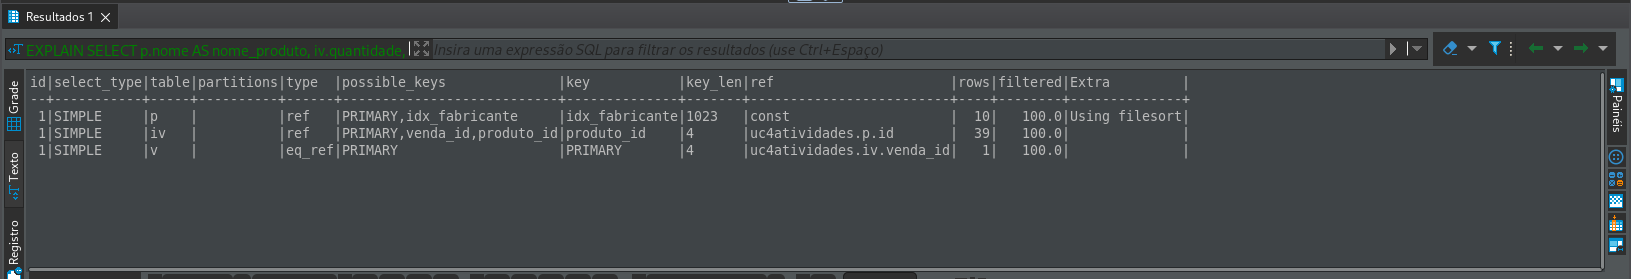 Resultados 1
EXPLAIN SELECT p.nome AS nome_produto, iv.quantidade, Insira uma expressão SQL para filtrar os resultados (use Ctrl+Espaço)
id|select_type|table|partitions|type  |possible_keys             |key           |key_len|ref                      |rows|filtered|Extra         |
--+-----------+-----+----------+------+--------------------------+--------------+-------+-------------------------+----+--------+--------------+
 1|SIMPLE     |p    |          |ref   |PRIMARY,idx_fabricante    |idx_fabricante|1023   |const                    |  10|   100.0|Using filesort|
 1|SIMPLE     |iv   |          |ref   |PRIMARY,venda_id,produto_id|produto_id    |4      |uc4atividades.p.id       |  39|   100.0|              |
 1|SIMPLE     |v    |          |eq_ref|PRIMARY                   |PRIMARY       |4      |uc4atividades.iv.venda_id|   1|   100.0|              |
Grade
Texto
Registro
Painéis